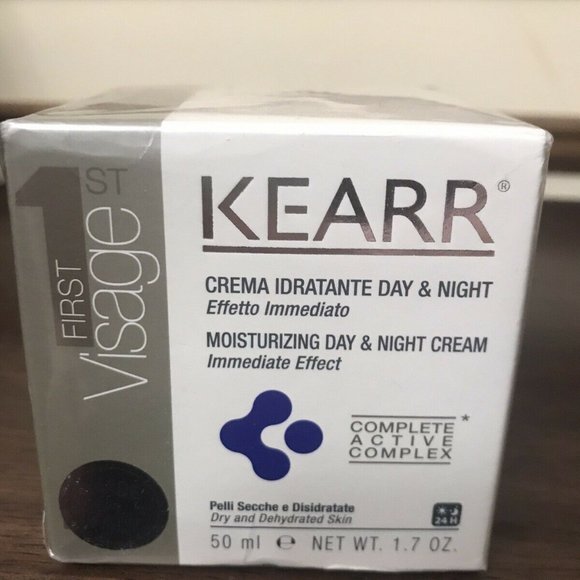 1ST
FIRST
Visage
KEARR®
CREMA IDRATANTE DAY & NIGHT
Effetto Immediato
MOISTURIZING DAY & NIGHT CREAM
Immediate Effect
COMPLETE *
ACTIVE
COMPLEX
Pelli Secche e Disidratate
Dry and Dehydrated Skin
24 H
50 ml ℮ NET WT. 1.7 OZ.